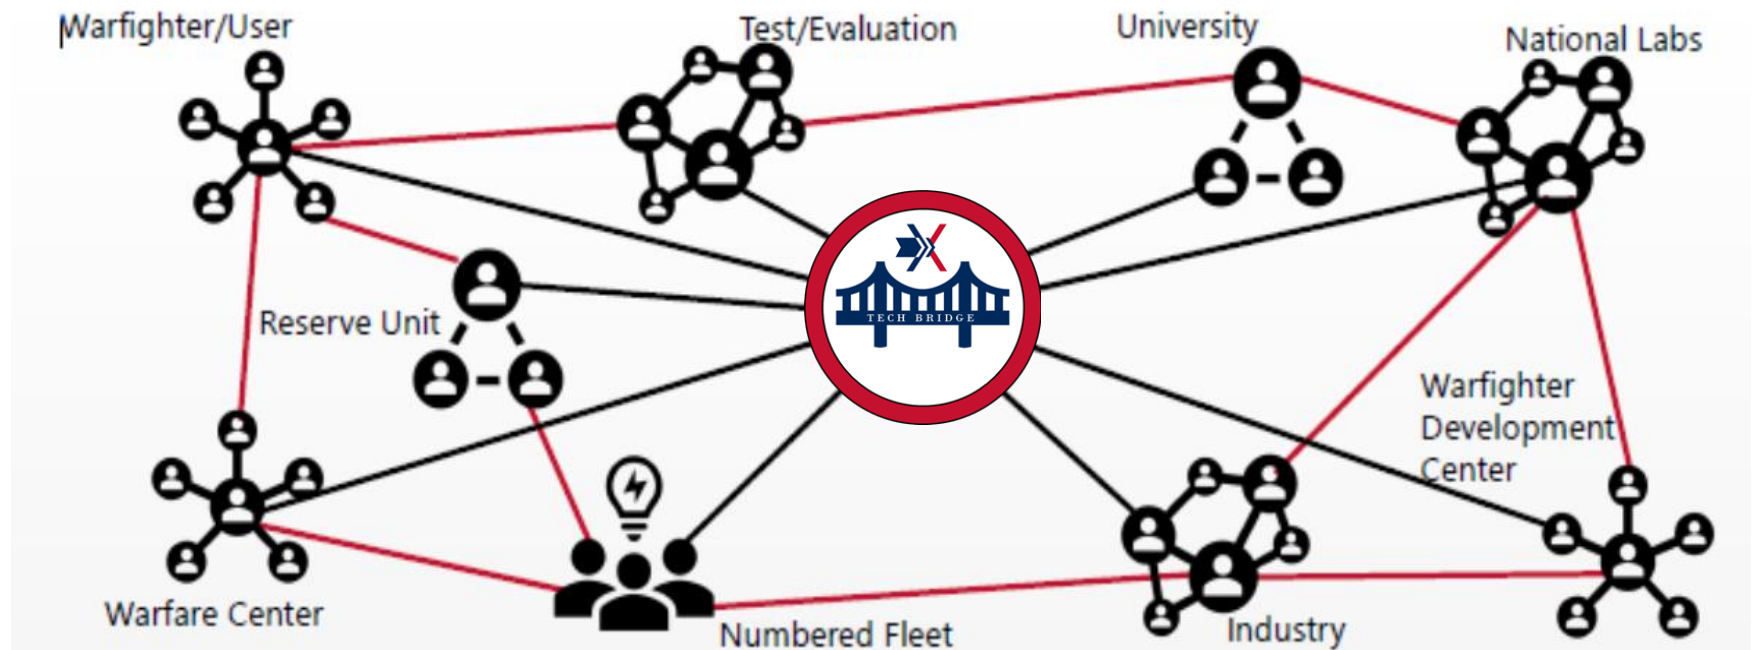 Warfighter/User
Test/Evaluation
University
National Labs
Reserve Unit
TECH BRIDGE
Warfighter
Development
Center
Warfare Center
Numbered Fleet
Industry